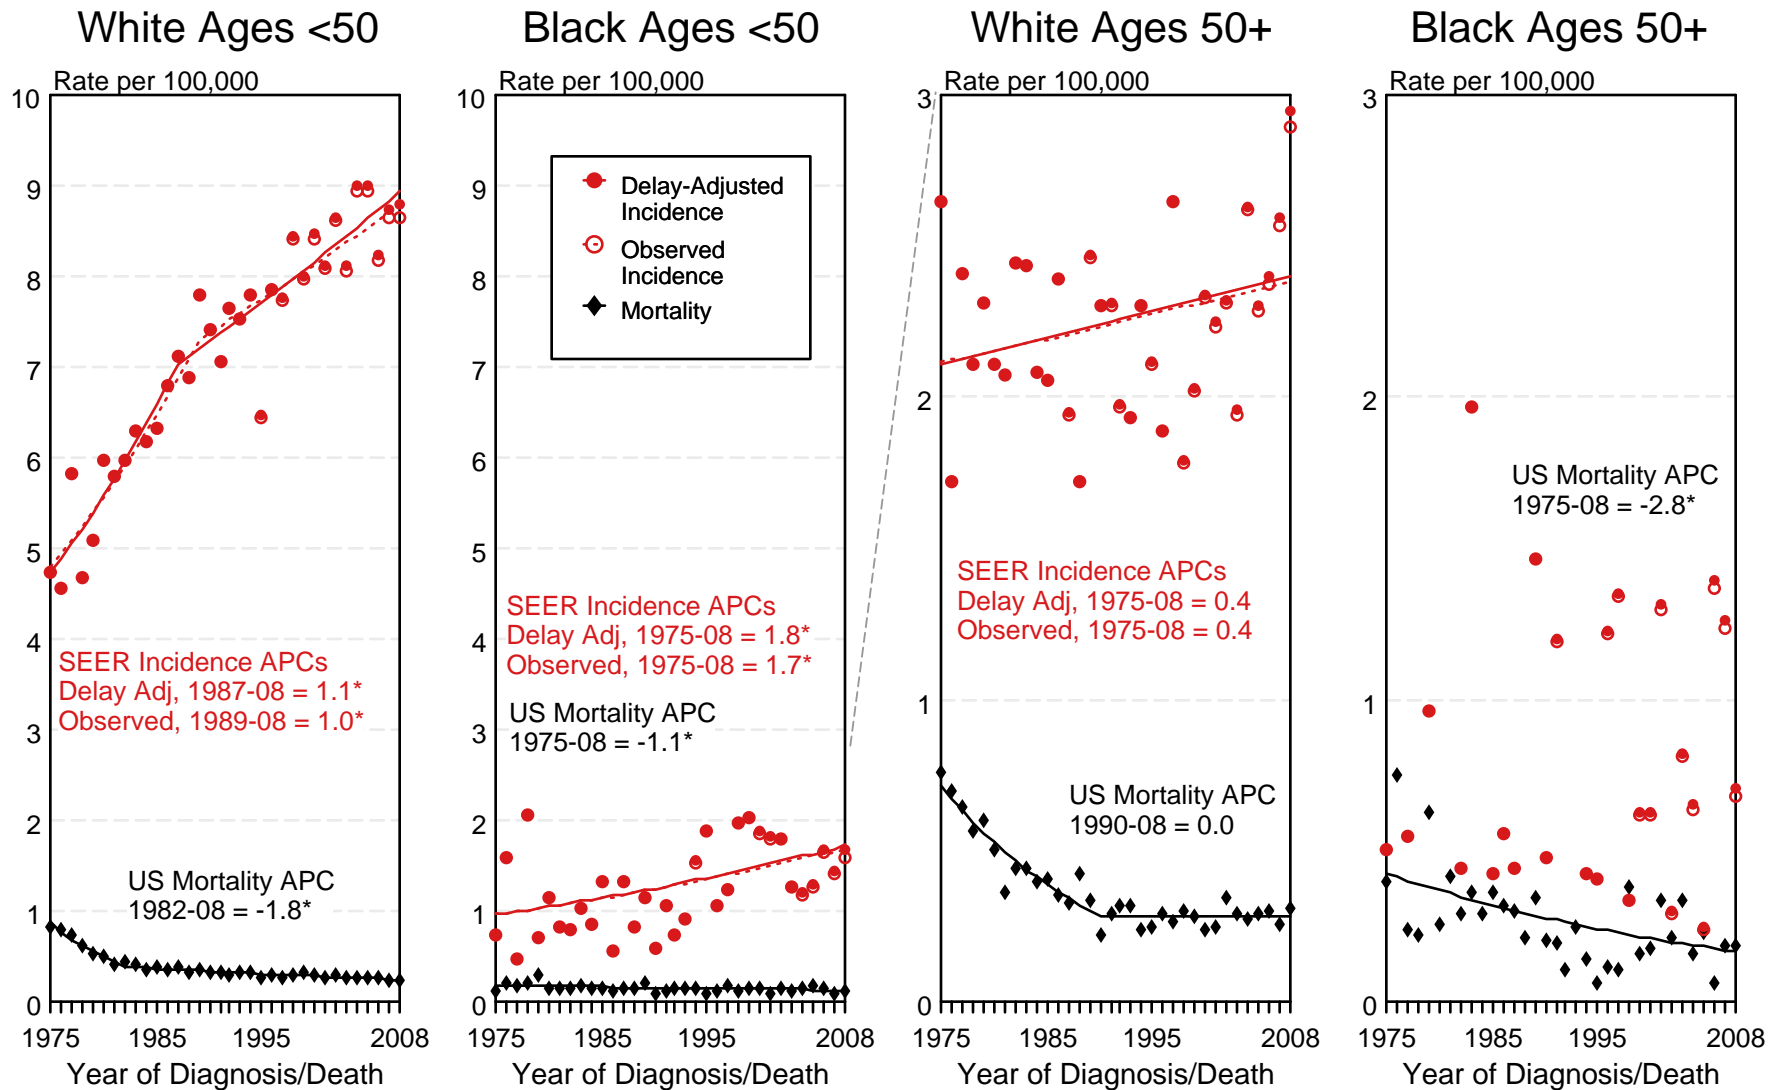 White Ages <50
Rate per 100,000
10
9
8
7
6
5
4
3
2
1
0
SEER Incidence APCs
Delay Adj, 1987-08 = 1.1*
Observed, 1989-08 = 1.0*
US Mortality APC
1982-08 = -1.8*
1975
1985
1995
2008
Year of Diagnosis/Death
Black Ages <50
Rate per 100,000
10
9
8
7
6
5
4
3
2
1
0
Delay-Adjusted
Incidence
Observed
Incidence
Mortality
SEER Incidence APCs
Delay Adj, 1975-08 = 1.8*
Observed, 1975-08 = 1.7*
US Mortality APC
1975-08 = -1.1*
1975
1985
1995
2008
Year of Diagnosis/Death
White Ages 50+
Rate per 100,000
3
2
1
0
SEER Incidence APCs
Delay Adj, 1975-08 = 0.4
Observed, 1975-08 = 0.4
US Mortality APC
1990-08 = 0.0
1975
1985
1995
2008
Year of Diagnosis/Death
Black Ages 50+
Rate per 100,000
3
2
1
0
US Mortality APC
1975-08 = -2.8*
1975
1985
1995
2008
Year of Diagnosis/Death